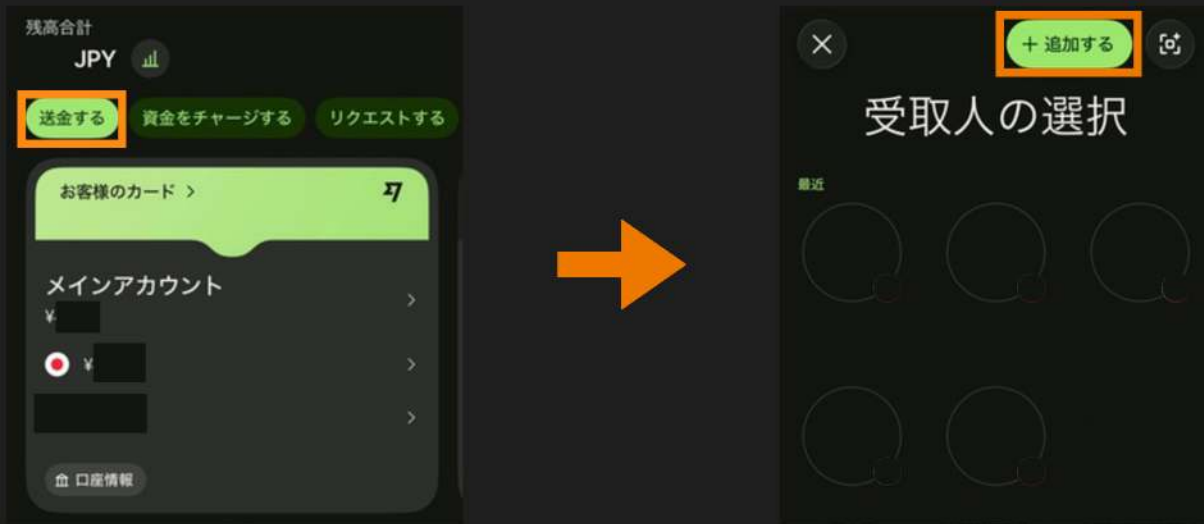 残高合計
JPY
送金する
資金をチャージする
リクエストする
お客様のカード >
メインアカウント
¥
¥
口座情報
+ 追加する
受取人の選択
最近